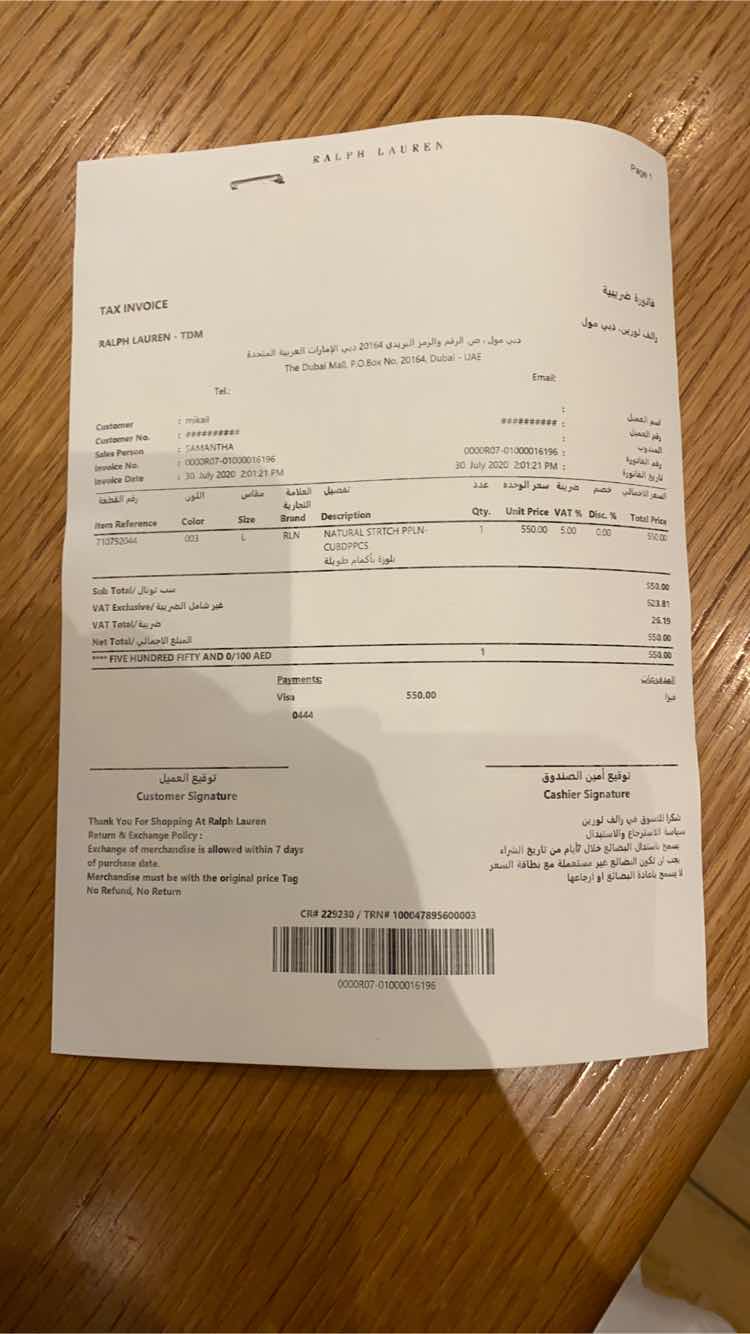 RALPH LAUREN
Page 1
TAX INVOICE
فاتورة ضريبية
RALPH LAUREN - TDM
رالف لورين، دبي مول
دبي مول ، ص. الرقم والرمز البريدي 20164 دبي الإمارات العربية المتحدة
The Dubai Mall, P.O.Box No, 20164, Dubai - UAE
Tel.:
Email:
Customer : mikail
: اسم العميل
Customer No. : ##########
########## : رقم العميل
Sales Person : SAMANTHA
: المندوب
Invoice No. : 0000R07-01000016196
0000R07-01000016196 : رقم الفاتورة
Invoice Date : 30 July 2020 2:01:21 PM
30 July 2020 2:01:21 PM : تاريخ الفاتورة
رقم القطعة اللون مقاس العلامة التجارية تفصيل عدد سعر الوحده ضريبة خصم السعر الاجمالي
Item Reference Color Size Brand Description Qty. Unit Price VAT % Disc. % Total Price
710792044 003 L RLN NATURAL STRTCH PPLN- 1 550.00 5.00 0.00 550.00
CUBDPPCS
بلوزة بأكمام طويلة
Sub Total/ سب توتال 550.00
VAT Exclusive/ غير شامل الضريبة 523.81
VAT Total/ ضريبة 26.19
Net Total/ المبلغ الاجمالي 550.00
**** FIVE HUNDRED FIFTY AND 0/100 AED 1 550.00
Payments: المدفوعات
Visa 550.00 فيزا
0444
توقيع العميل
Customer Signature
توقيع أمين الصندوق
Cashier Signature
Thank You For Shopping At Ralph Lauren
Return & Exchange Policy :
Exchange of merchandise is allowed within 7 days
of purchase date.
Merchandise must be with the original price Tag
No Refund, No Return
شكرا للتسوق في رالف لورين
سياسة الاسترجاع والاستبدال
يسمح باستبدال البضائع خلال 7أيام من تاريخ الشراء
يجب ان تكون البضائع غير مستعملة مع بطاقة السعر
لا يسمح بإعادة البضائع او ارجاعها
CR# 229230 / TRN# 100047895600003
0000R07-01000016196